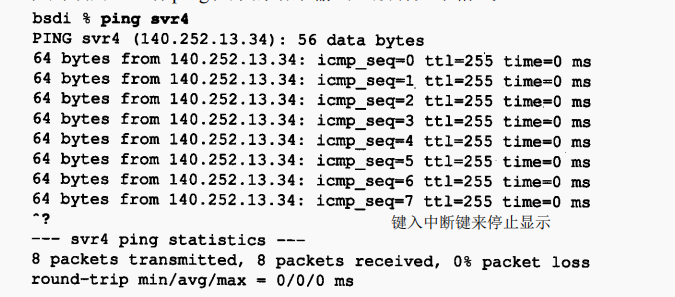 bsdi % ping svr4
PING svr4 (140.252.13.34): 56 data bytes
64 bytes from 140.252.13.34: icmp_seq=0 ttl=255 time=0 ms
64 bytes from 140.252.13.34: icmp_seq=1 ttl=255 time=0 ms
64 bytes from 140.252.13.34: icmp_seq=2 ttl=255 time=0 ms
64 bytes from 140.252.13.34: icmp_seq=3 ttl=255 time=0 ms
64 bytes from 140.252.13.34: icmp_seq=4 ttl=255 time=0 ms
64 bytes from 140.252.13.34: icmp_seq=5 ttl=255 time=0 ms
64 bytes from 140.252.13.34: icmp_seq=6 ttl=255 time=0 ms
64 bytes from 140.252.13.34: icmp_seq=7 ttl=255 time=0 ms
^? 键入中断键来停止显示
--- svr4 ping statistics ---
8 packets transmitted, 8 packets received, 0% packet loss
round-trip min/avg/max = 0/0/0 ms